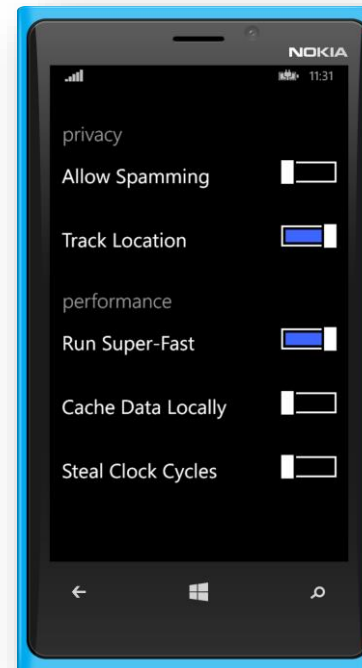 NOKIA
11:31
privacy
Allow Spamming
Track Location
performance
Run Super-Fast
Cache Data Locally
Steal Clock Cycles